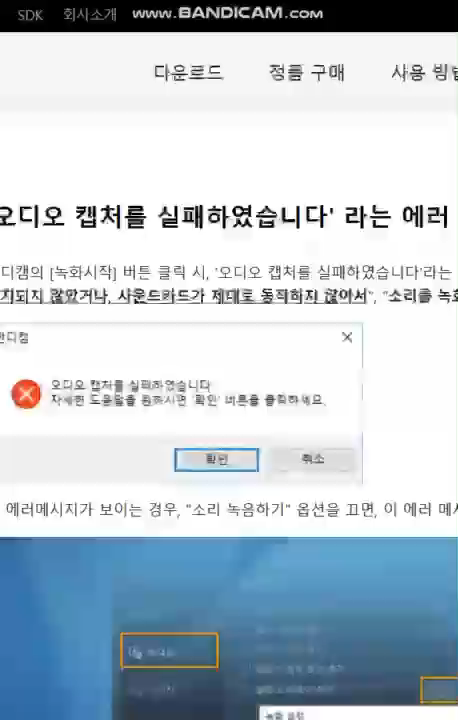 SDK 회사소개 www.BANDICAM.com
다운로드 정품 구매 사용 방법
오디오 캡처를 실패하였습니다' 라는 에러
디캠의 [녹화시작] 버튼 클릭 시, '오디오 캡처를 실패하였습니다'라는
치되지 않았거나, 사운드카드가 제대로 동작하지 않아서", "소리를 녹화
반디캠
오디오 캡처를 실패하였습니다
자세한 도움말을 원하시면 '확인' 버튼을 클릭하세요.
확인 취소
에러메시지가 보이는 경우, "소리 녹음하기" 옵션을 끄면, 이 에러 메시
녹음 설정